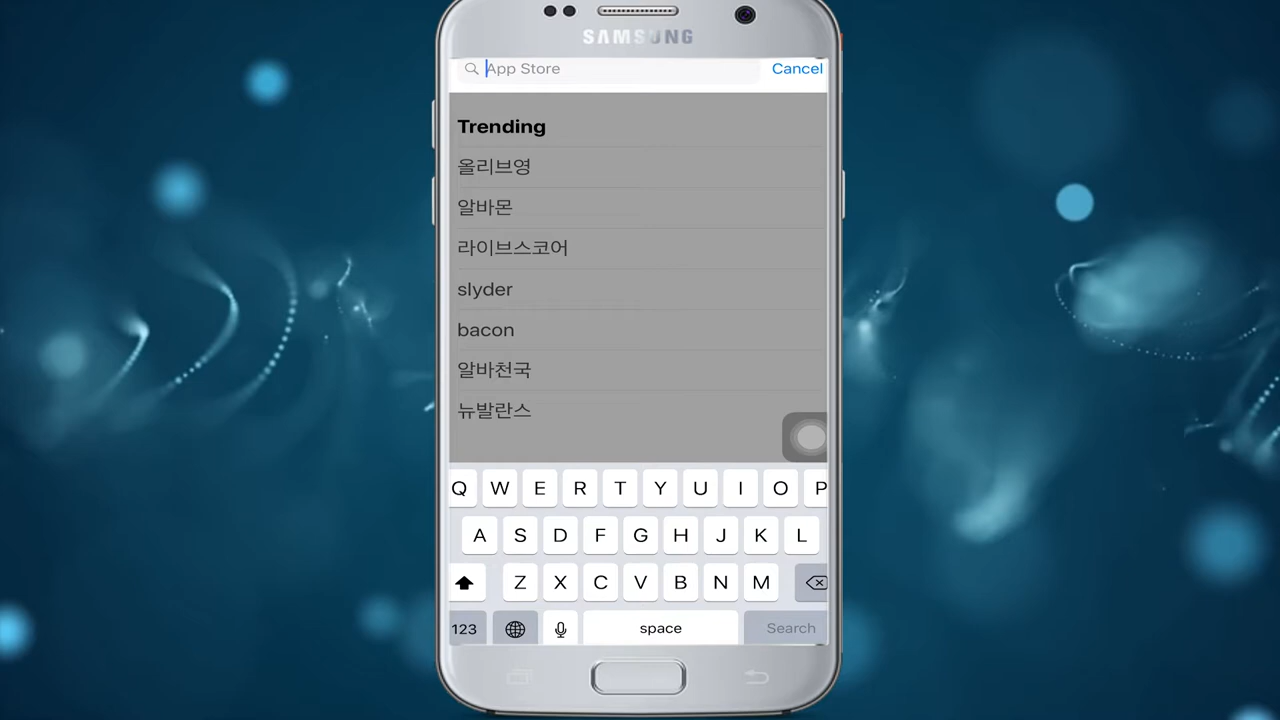 SAMSUNG
App Store Cancel
Trending
올리브영
알바몬
라이브스코어
slyder
bacon
알바천국
뉴발란스
Q W E R T Y U I O P
A S D F G H J K L
Z X C V B N M
123 space Search